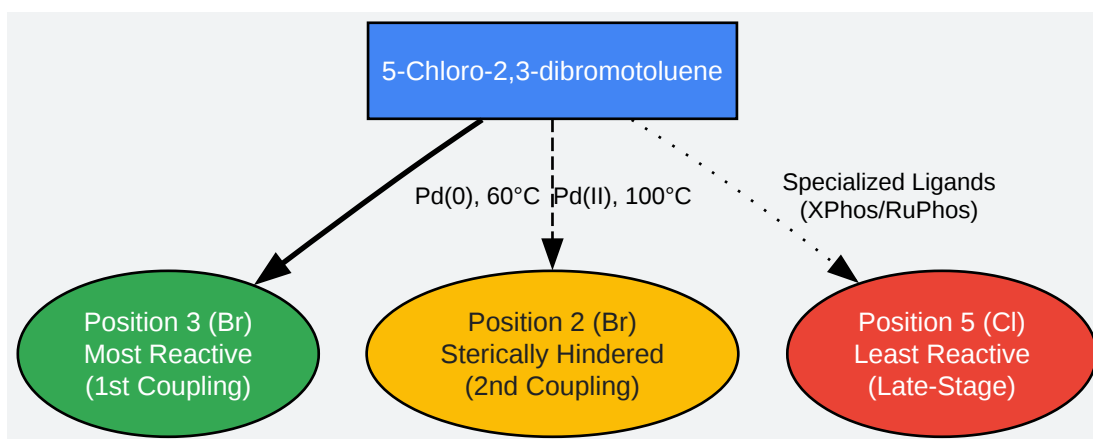 5-Chloro-2,3-dibromotoluene
Pd(0), 60°C
Pd(II), 100°C
Specialized Ligands
(XPhos/RuPhos)
Position 3 (Br)
Most Reactive
(1st Coupling)
Position 2 (Br)
Sterically Hindered
(2nd Coupling)
Position 5 (Cl)
Least Reactive
(Late-Stage)